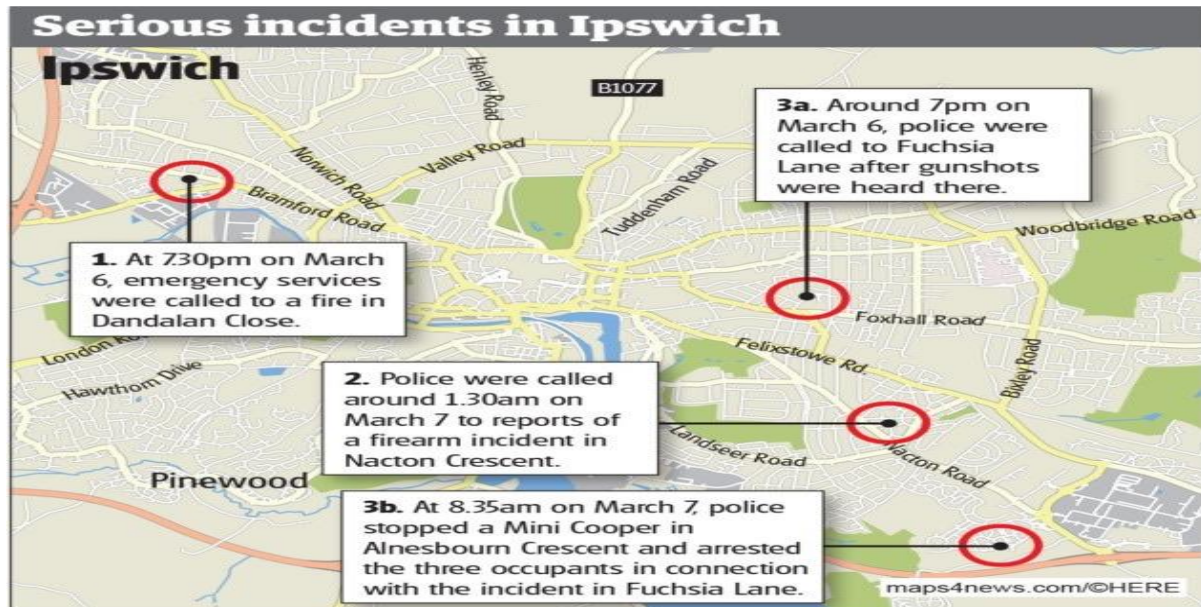 Serious incidents in Ipswich
Ipswich
Henley Road
B1077
3a. Around 7pm on
March 6, police were
called to Fuchsia
Lane after gunshots
were heard there.
Norwich Road
Valley Road
Tuddenham Road
Bramford Road
Woodbridge Road
1. At 7.30pm on March
6, emergency services
were called to a fire in
Dandalan Close.
Foxhall Road
London
Felixstowe Rd.
Bixley Road
Hawthorn Drive
2. Police were called
around 1.30am on
March 7 to reports of
a firearm incident in
Nacton Crescent.
Landseer Road
Nacton Road
Pinewood
3b. At 8.35am on March 7, police
stopped a Mini Cooper in
Alnesbourn Crescent and arrested
the three occupants in connection
with the incident in Fuchsia Lane.
maps4news.com/©HERE